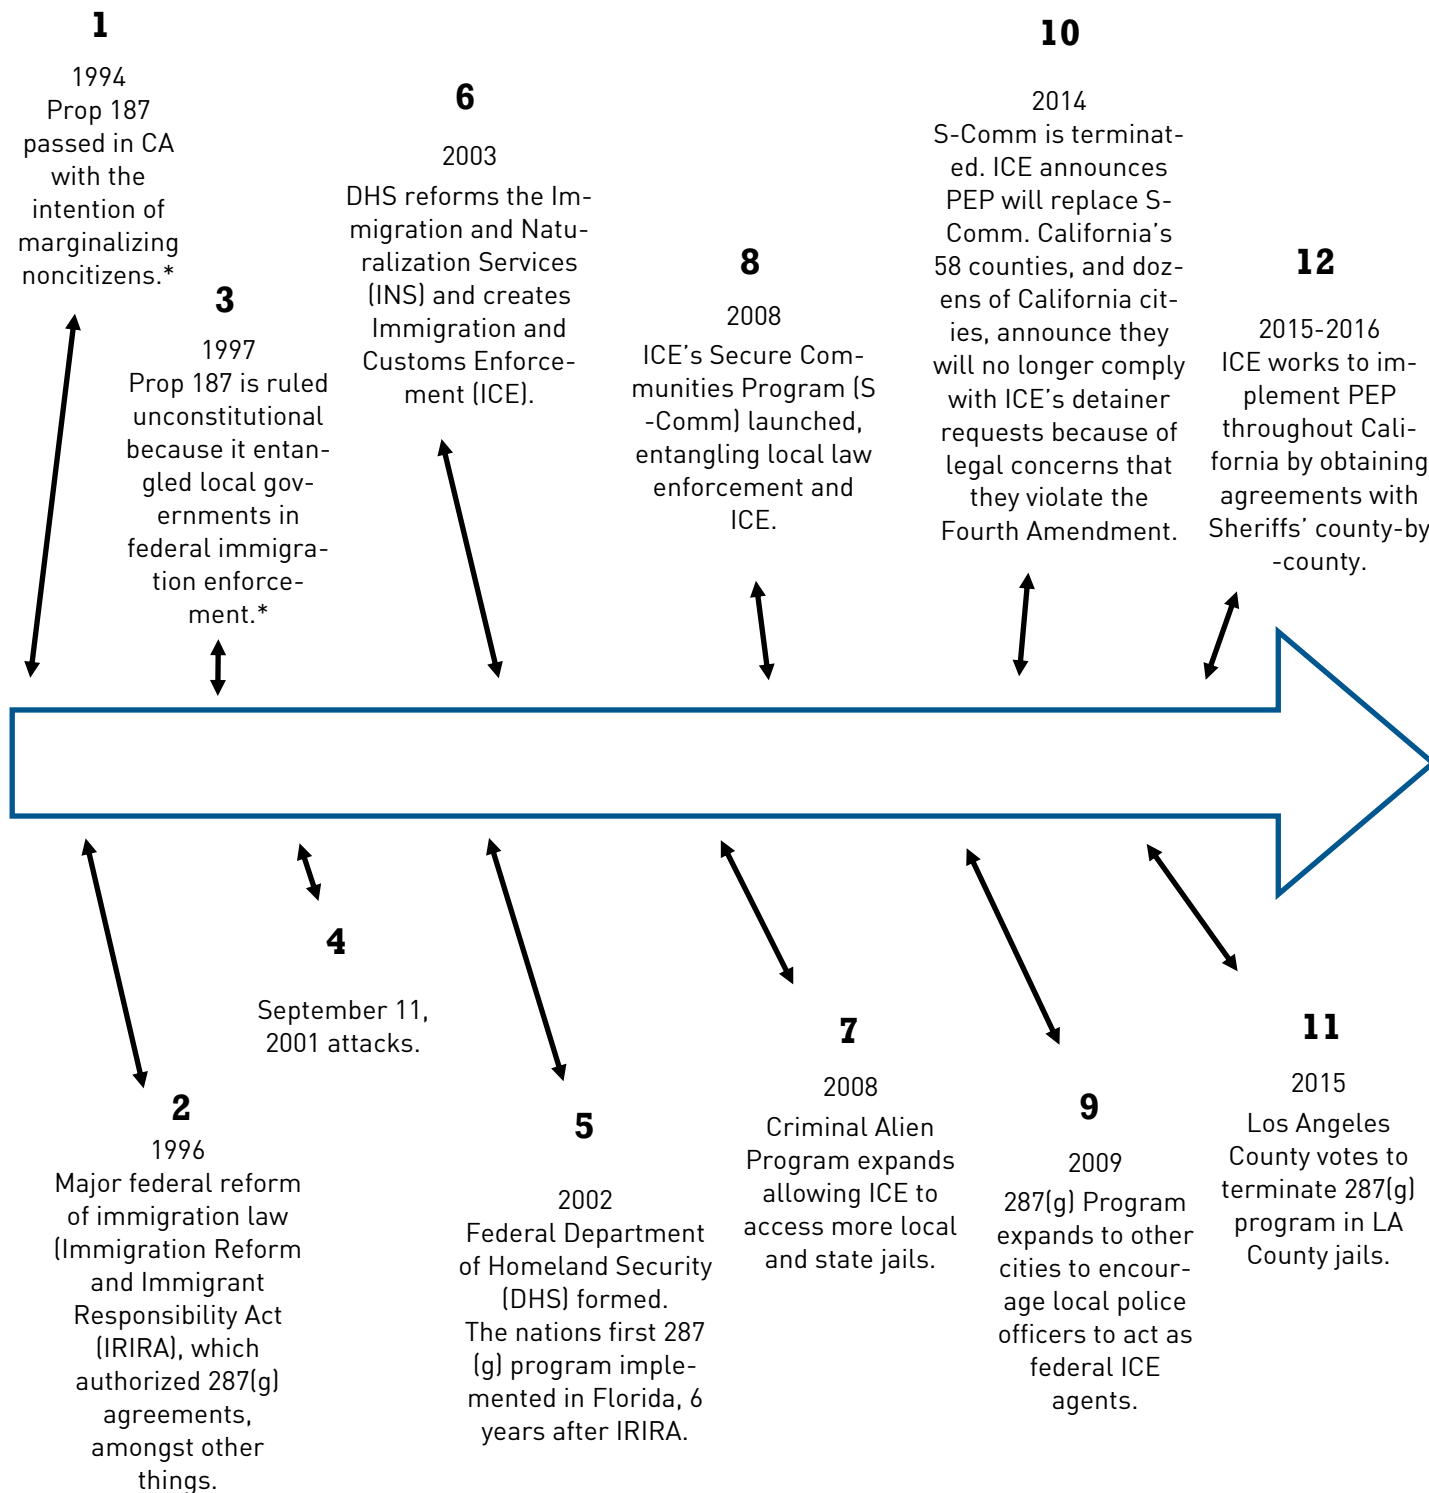 1
1994
Prop 187
passed in CA
with the
intention of
marginalizing
noncitizens.*
2
1996
Major federal reform
of immigration law
(Immigration Reform
and Immigrant
Responsibility Act
(IRIRA), which
authorized 287(g)
agreements,
amongst other
things.
3
1997
Prop 187 is ruled
unconstitutional
because it entan-
gled local gov-
ernments in
federal immigra-
tion enforce-
ment.*
4
September 11,
2001 attacks.
5
2002
Federal Department
of Homeland Security
(DHS) formed.
The nations first 287
(g) program imple-
mented in Florida, 6
years after IRIRA.
6
2003
DHS reforms the Im-
migration and Natu-
ralization Services
(INS) and creates
Immigration and
Customs Enforce-
ment (ICE).
7
2008
Criminal Alien
Program expands
allowing ICE to
access more local
and state jails.
8
2008
ICE's Secure Com-
munities Program (S
-Comm) launched,
entangling local law
enforcement and
ICE.
9
2009
287(g) Program
expands to other
cities to encour-
age local police
officers to act as
federal ICE
agents.
10
2014
S-Comm is terminat-
ed. ICE announces
PEP will replace S-
Comm. California's
58 counties, and doz-
ens of California cit-
ies, announce they
will no longer comply
with ICE's detainer
requests because of
legal concerns that
they violate the
Fourth Amendment.
11
2015
Los Angeles
County votes to
terminate 287(g)
program in LA
County jails.
12
2015-2016
ICE works to im-
plement PEP
throughout Cali-
fornia by obtaining
agreements with
Sheriffs' county-by
-county.